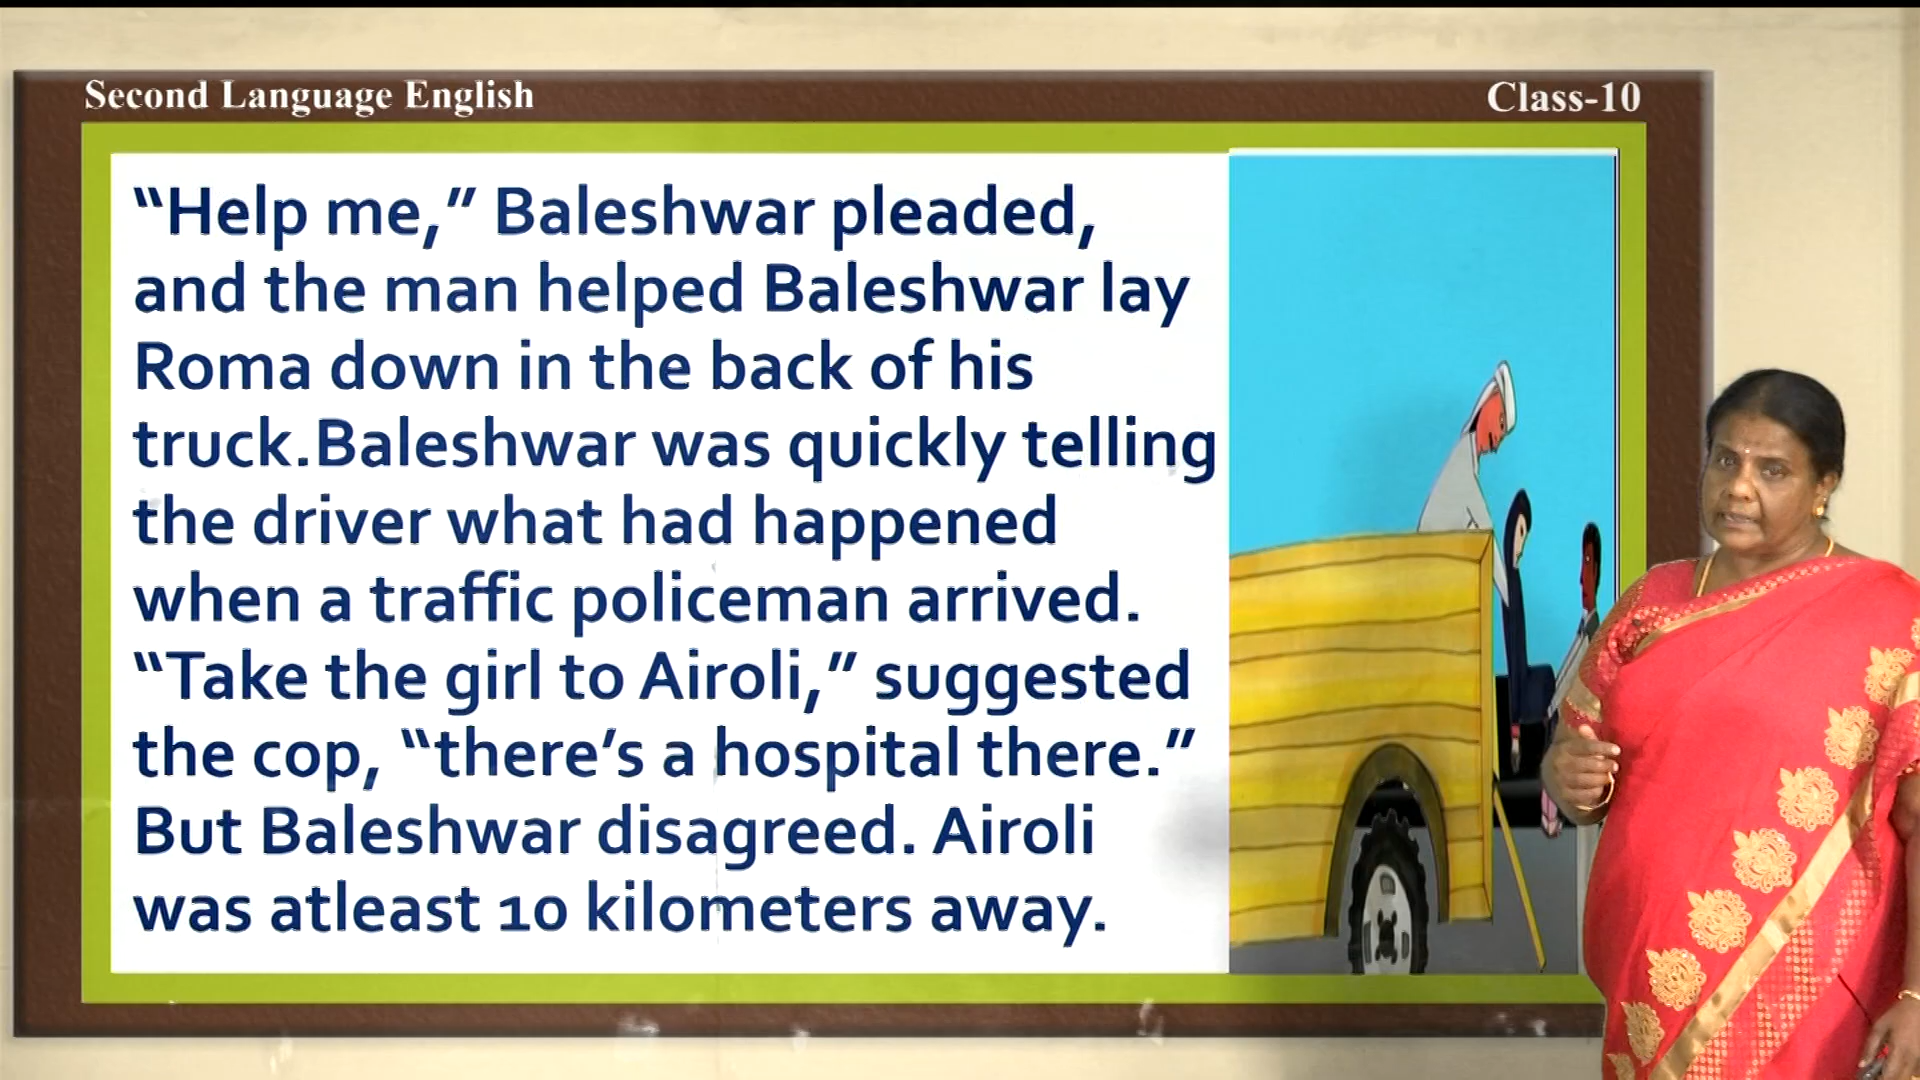 Second Language English
Class-10
“Help me,” Baleshwar pleaded,
and the man helped Baleshwar lay
Roma down in the back of his
truck.Baleshwar was quickly telling
the driver what had happened
when a traffic policeman arrived.
“Take the girl to Airoli,” suggested
the cop, “there’s a hospital there.”
But Baleshwar disagreed. Airoli
was atleast 10 kilometers away.